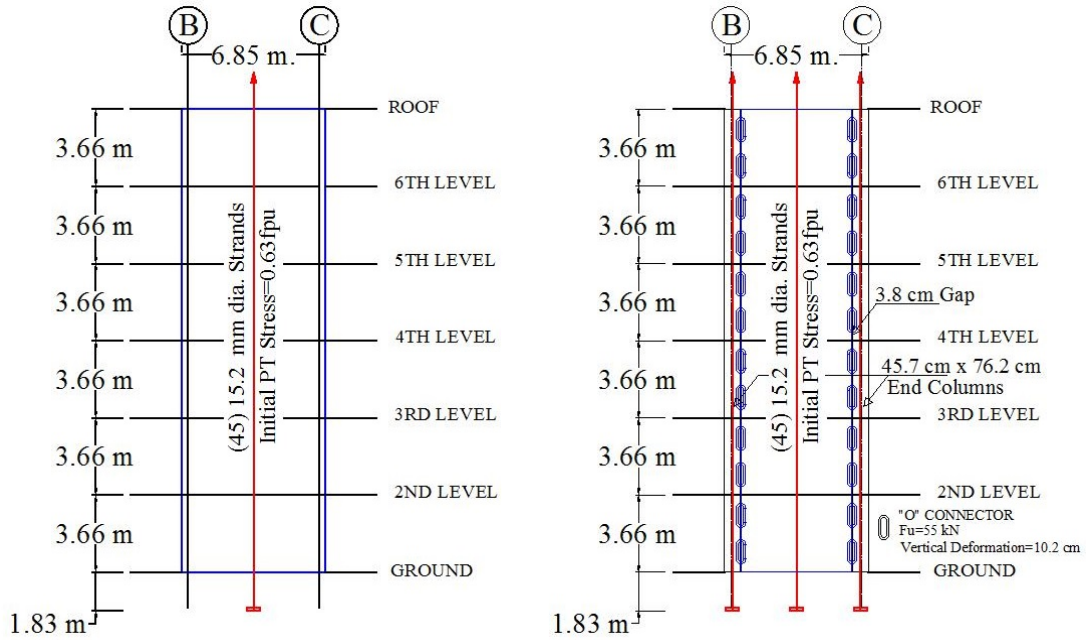 B
C
6.85 m.
ROOF
3.66 m
6TH LEVEL
3.66 m
5TH LEVEL
3.66 m
4TH LEVEL
3.66 m
3RD LEVEL
3.66 m
2ND LEVEL
3.66 m
GROUND
1.83 m
(45) 15.2 mm dia. Strands
Initial PT Stress=0.63fpu
B
C
6.85 m.
ROOF
3.66 m
6TH LEVEL
3.66 m
5TH LEVEL
3.66 m
3.8 cm Gap
4TH LEVEL
3.66 m
45.7 cm x 76.2 cm
End Columns
3RD LEVEL
3.66 m
2ND LEVEL
3.66 m
"O" CONNECTOR
Fu=55 kN
Vertical Deformation=10.2 cm
GROUND
1.83 m
(45) 15.2 mm dia. Strands
Initial PT Stress=0.63fpu